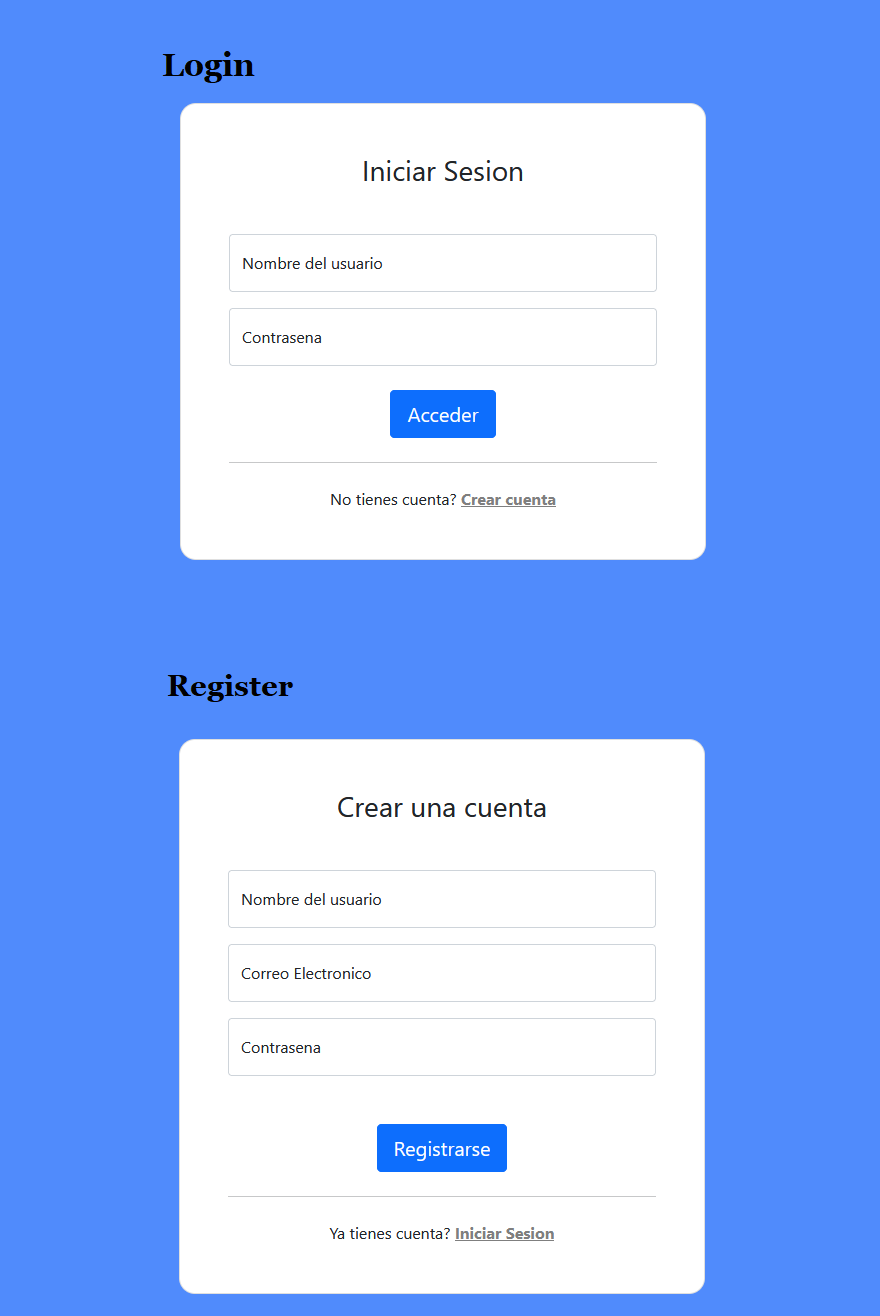 Login
Iniciar Sesion
Nombre del usuario
Contrasena
Acceder
No tienes cuenta? Crear cuenta
Register
Crear una cuenta
Nombre del usuario
Correo Electronico
Contrasena
Registrarse
Ya tienes cuenta? Iniciar Sesion